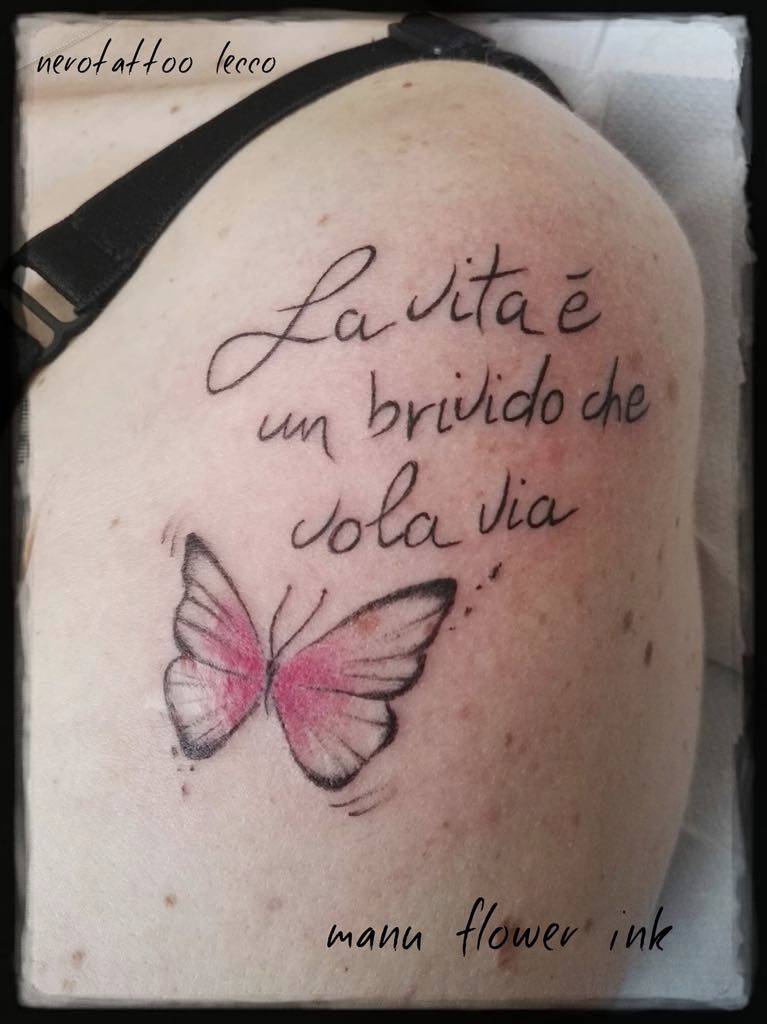 nerotattoo lecco
La vita è
un brivido che
vola via
manu flower ink